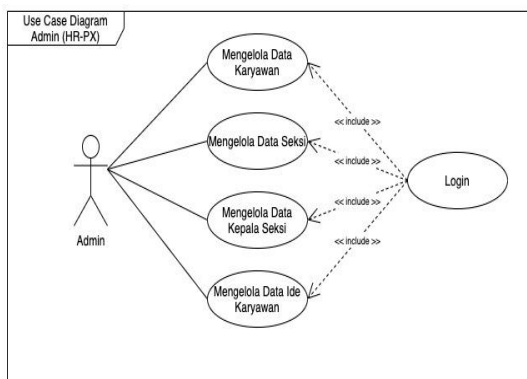 Use Case Diagram
Admin (HR-PX)
Mengelola Data
Karyawan
<< include >>
Mengelola Data Seksi
<< include >>
Login
Admin
Mengelola Data
Kepala Seksi
<< include >>
<< include >>
Mengelola Data Ide
Karyawan